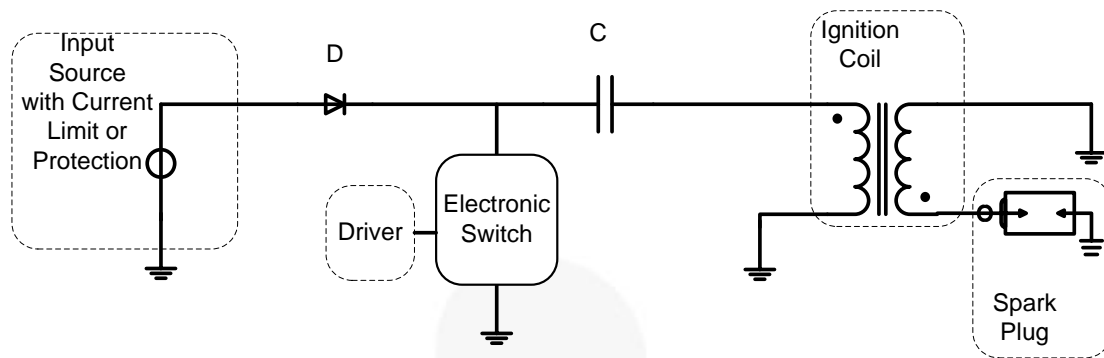 Input
Source
with Current
Limit or
Protection
D
C
Ignition
Coil
Driver
Electronic
Switch
Spark
Plug